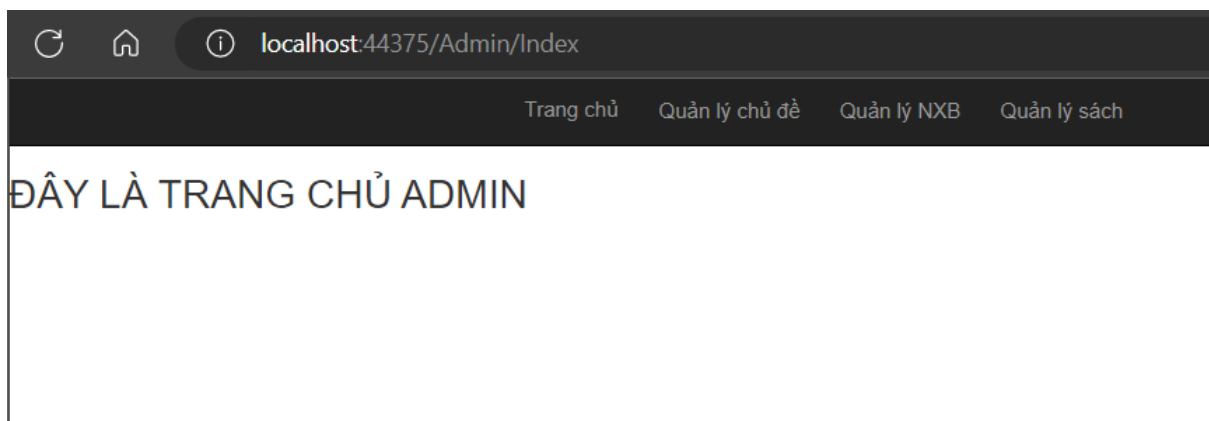 localhost:44375/Admin/Index
Trang chủ Quản lý chủ đề Quản lý NXB Quản lý sách
ĐÂY LÀ TRANG CHỦ ADMIN